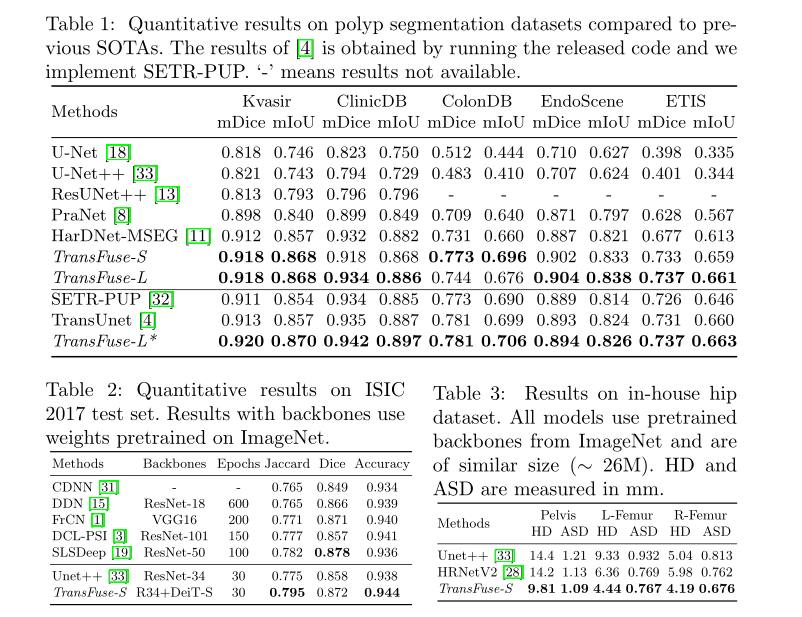 Table 1: Quantitative results on polyp segmentation datasets compared to pre-
vious SOTAs. The results of [4] is obtained by running the released code and we
implement SETR-PUP. ‘-’ means results not available.
Methods Kvasir ClinicDB ColonDB EndoScene ETIS
mDice mIoU mDice mIoU mDice mIoU mDice mIoU mDice mIoU
U-Net [18] 0.818 0.746 0.823 0.750 0.512 0.444 0.710 0.627 0.398 0.335
U-Net++ [33] 0.821 0.743 0.794 0.729 0.483 0.410 0.707 0.624 0.401 0.344
ResUNet++ [13] 0.813 0.793 0.796 0.796 - - - - - -
PraNet [8] 0.898 0.840 0.899 0.849 0.709 0.640 0.871 0.797 0.628 0.567
HarDNet-MSEG [11] 0.912 0.857 0.932 0.882 0.731 0.660 0.887 0.821 0.677 0.613
TransFuse-S 0.918 0.868 0.918 0.868 0.773 0.696 0.902 0.833 0.733 0.659
TransFuse-L 0.918 0.868 0.934 0.886 0.744 0.676 0.904 0.838 0.737 0.661
SETR-PUP [32] 0.911 0.854 0.934 0.885 0.773 0.690 0.889 0.814 0.726 0.646
TransUnet [4] 0.913 0.857 0.935 0.887 0.781 0.699 0.893 0.824 0.731 0.660
TransFuse-L* 0.920 0.870 0.942 0.897 0.781 0.706 0.894 0.826 0.737 0.663
Table 2: Quantitative results on ISIC
2017 test set. Results with backbones use
weights pretrained on ImageNet.
Methods Backbones Epochs Jaccard Dice Accuracy
CDNN [31] - - 0.765 0.849 0.934
DDN [15] ResNet-18 600 0.765 0.866 0.939
FrCN [1] VGG16 200 0.771 0.871 0.940
DCL-PSI [3] ResNet-101 150 0.777 0.857 0.941
SLSDeep [19] ResNet-50 100 0.782 0.878 0.936
Unet++ [33] ResNet-34 30 0.775 0.858 0.938
TransFuse-S R34+DeiT-S 30 0.795 0.872 0.944
Table 3: Results on in-house hip
dataset. All models use pretrained
backbones from ImageNet and are
of similar size (∼ 26M). HD and
ASD are measured in mm.
Methods Pelvis L-Femur R-Femur
HD ASD HD ASD HD ASD
Unet++ [33] 14.4 1.21 9.33 0.932 5.04 0.813
HRNetV2 [28] 14.2 1.13 6.36 0.769 5.98 0.762
TransFuse-S 9.81 1.09 4.44 0.767 4.19 0.676